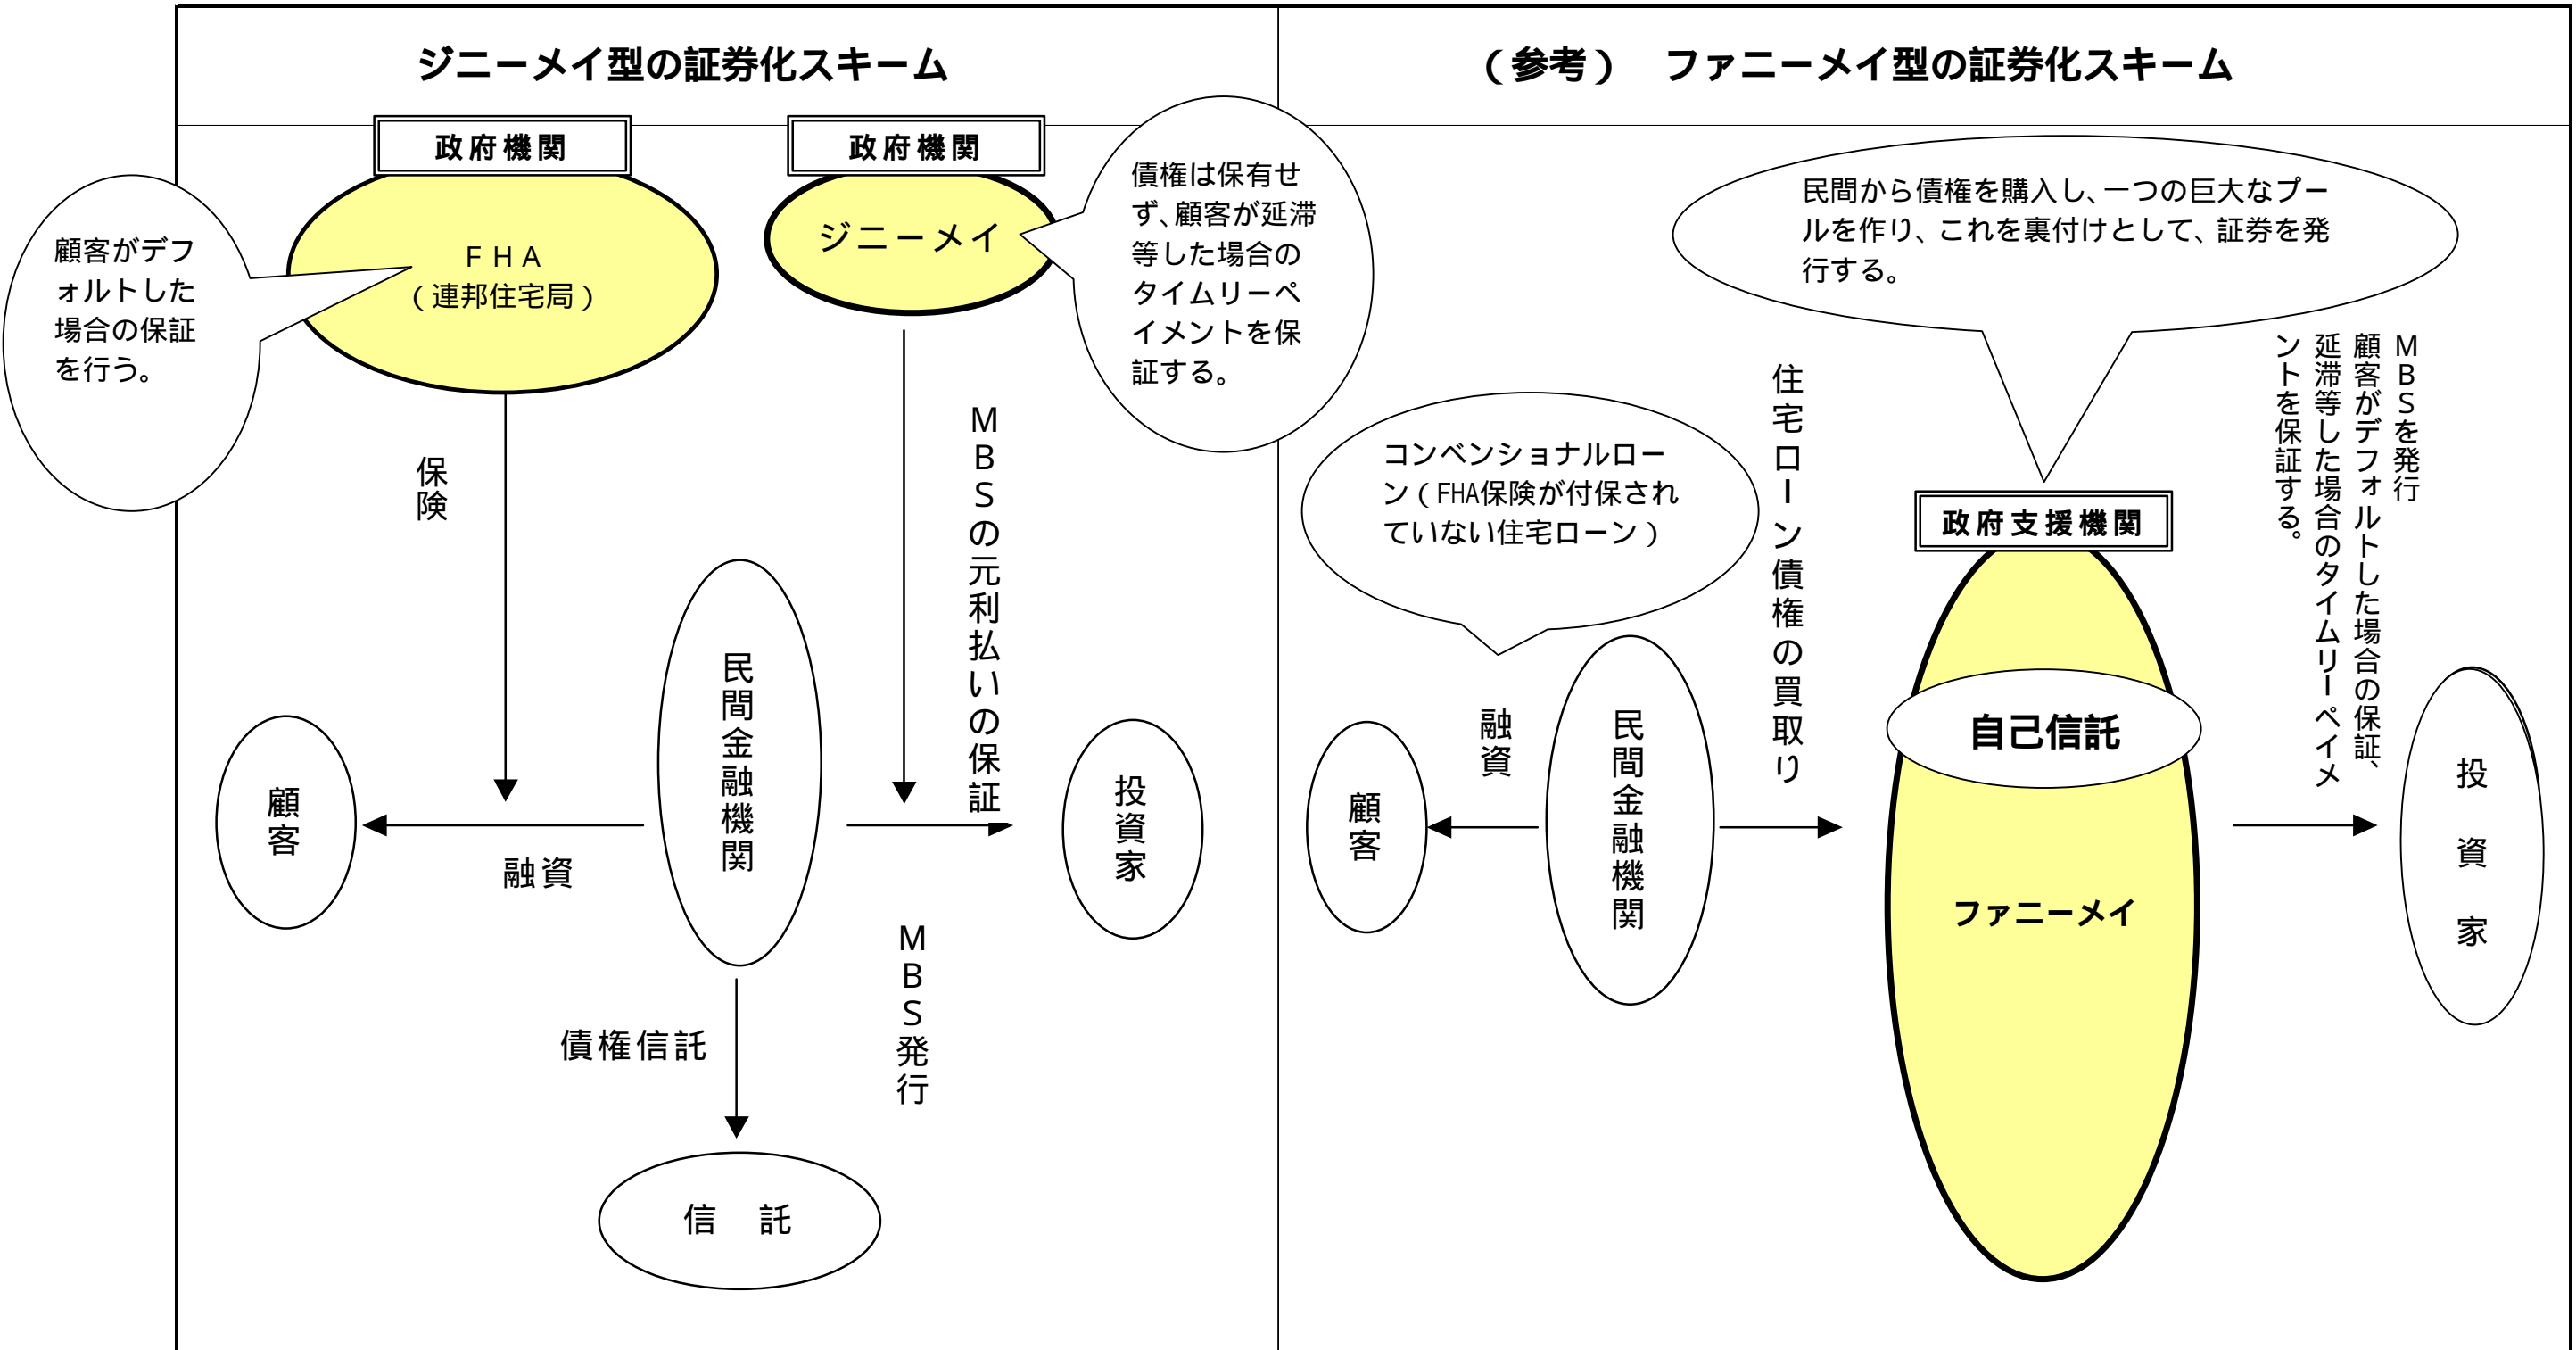 ジニーメイ型の証券化スキーム
(参考) ファニーメイ型の証券化スキーム
政府機関
政府機関
顧客がデフ
ォルトした
場合の保証
を行う。
FHA
(連邦住宅局)
ジニーメイ
債権は保有せ
ず、顧客が延滞
等した場合の
タイムリーペ
イメントを保
証する。
保険
MBSの元利払いの保証
顧客
融資
民間金融機関
投資家
MBS発行
債権信託
信 託
民間から債権を購入し、一つの巨大なプー
ルを作り、これを裏付けとして、証券を発
行する。
コンベンショナルロー
ン(FHA保険が付保され
ていない住宅ローン)
住宅ローン債権の買取り
政府支援機関
MBSを発行
顧客がデフォルトした場合の保証、
延滞等した場合のタイムリーペイメ
ントを保証する。
顧客
融資
民間金融機関
自己信託
ファニーメイ
投資家